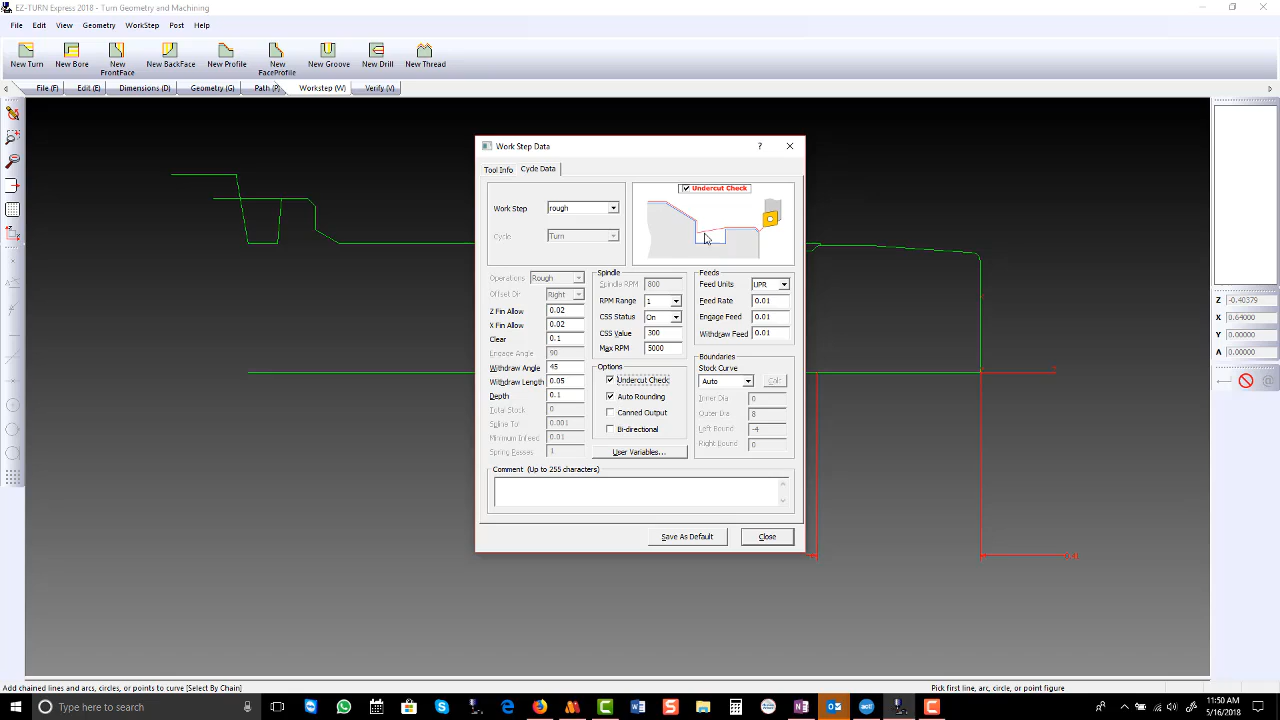 EZ-TURN Express 2018 - Turn Geometry and Machining
File Edit View Geometry WorkStep Post Help
New Turn New Bore New FrontFace New BackFace New Profile New FaceProfile New Groove New Drill New Thread
File (F) Edit (E) Dimensions (D) Geometry (G) Path (P) Workstep (W) Verify (V)
Work Step Data
Tool Info Cycle Data
Undercut Check
Work Step rough
Cycle Turn
Operations Rough
Offset Dir Right
Z Fin Allow 0.02
X Fin Allow 0.02
Clear 0.1
Engage Angle 90
Withdraw Angle 45
Withdraw Length 0.05
Depth 0.1
Total Stock 0
Spline Tol 0.001
Minimum Infeed 0.01
Spring Passes 1
Spindle
Spindle RPM 800
RPM Range 1
CSS Status On
CSS Value 300
Max RPM 5000
Options
Undercut Check
Auto Rounding
Canned Output
Bi-directional
User Variables...
Feeds
Feed Units UPR
Feed Rate 0.01
Engage Feed 0.01
Withdraw Feed 0.01
Boundaries
Stock Curve
Auto Calc
Inner Dia 0
Outer Dia 8
Left Bound -4
Right Bound 0
Comment (Up to 255 characters)
Save As Default Close
Z -0.40379
X 0.64000
Y 0.00000
A 0.00000
Add chained lines and arcs, circles, or points to curve [Select By Chain]
Pick first line, arc, circle, or point figure
Type here to search
11:50 AM
5/16/2018